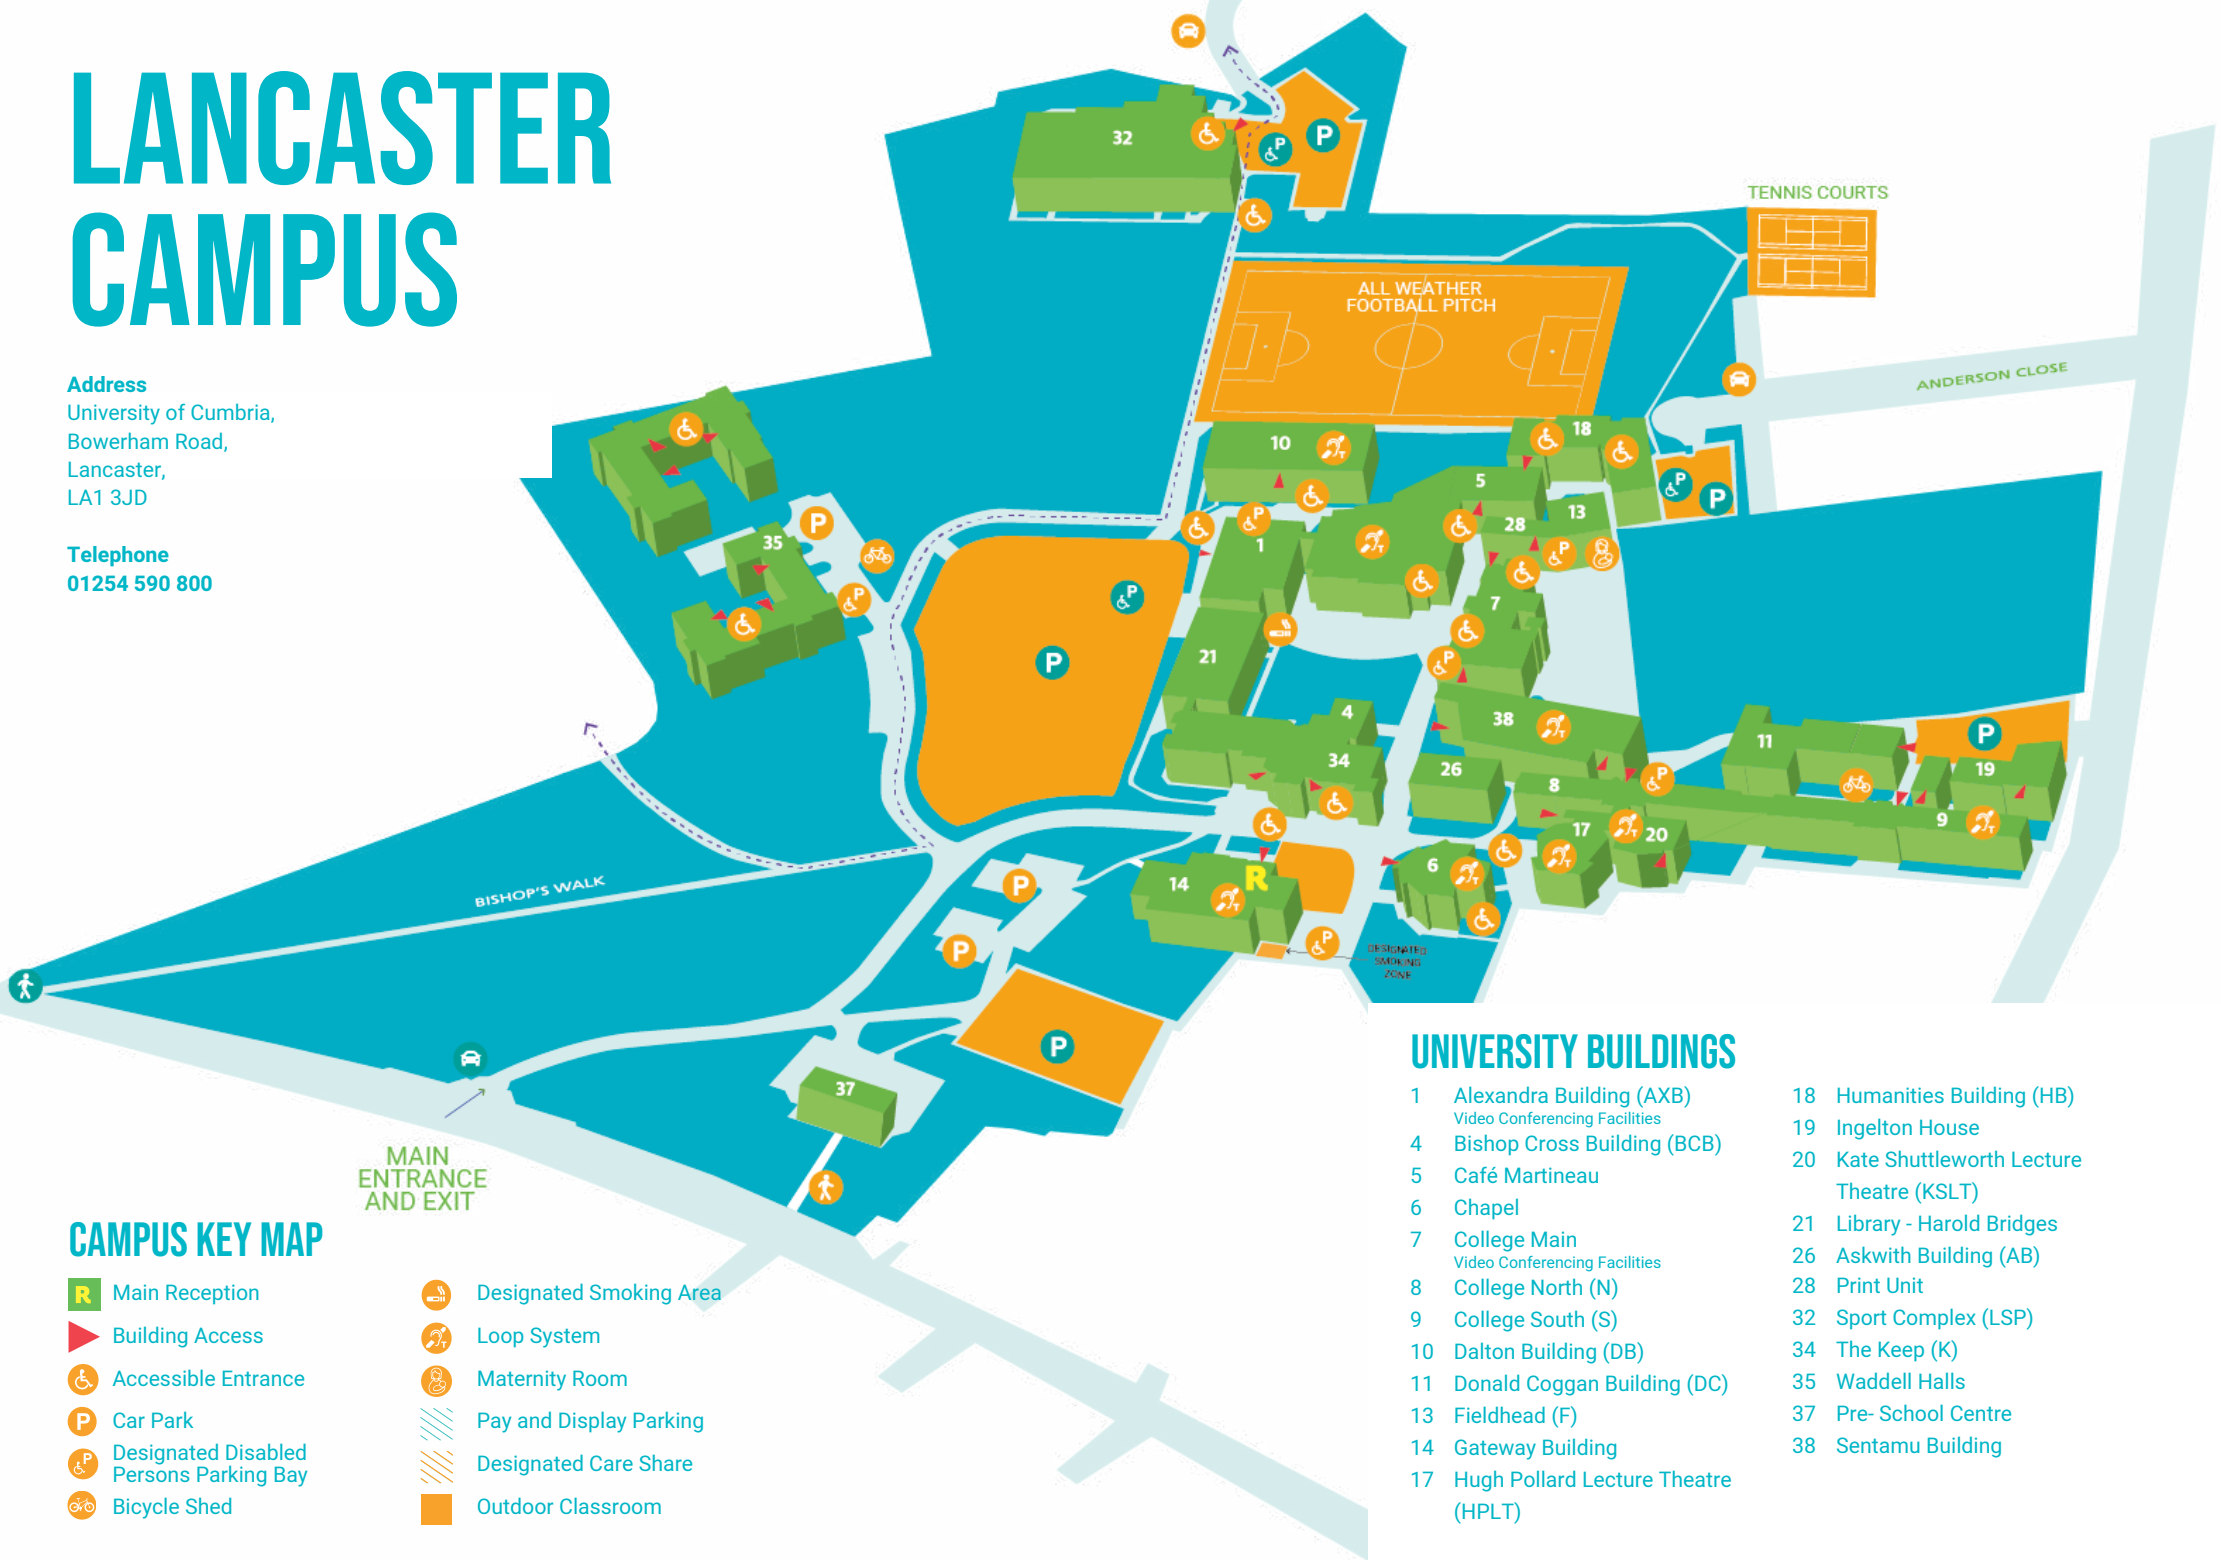 LANCASTER
CAMPUS
Address
University of Cumbria,
Bowerham Road,
Lancaster,
LA1 3JD
Telephone
01254 590 800
32
P
P
TENNIS COURTS
ALL WEATHER
FOOTBALL PITCH
ANDERSON CLOSE
10
T
18
5
P
P
13
28
P
P
35
P
1
T
P
P
P
7
P
21
P
4
38
T
11
P
34
26
19
8
P
17
T
20
9
T
6
T
T
14
R
T
P
BISHOP'S WALK
P
P
DESIGNATED
SMOKING
ZONE
P
37
MAIN
ENTRANCE
AND EXIT
CAMPUS KEY MAP
R Main Reception
Building Access
Accessible Entrance
P Car Park
P Designated Disabled
Persons Parking Bay
Bicycle Shed
Designated Smoking Area
T Loop System
Maternity Room
Pay and Display Parking
Designated Care Share
Outdoor Classroom
UNIVERSITY BUILDINGS
1 Alexandra Building (AXB)
Video Conferencing Facilities
4 Bishop Cross Building (BCB)
5 Café Martineau
6 Chapel
7 College Main
Video Conferencing Facilities
8 College North (N)
9 College South (S)
10 Dalton Building (DB)
11 Donald Coggan Building (DC)
13 Fieldhead (F)
14 Gateway Building
17 Hugh Pollard Lecture Theatre
(HPLT)
18 Humanities Building (HB)
19 Ingelton House
20 Kate Shuttleworth Lecture
Theatre (KSLT)
21 Library - Harold Bridges
26 Askwith Building (AB)
28 Print Unit
32 Sport Complex (LSP)
34 The Keep (K)
35 Waddell Halls
37 Pre- School Centre
38 Sentamu Building